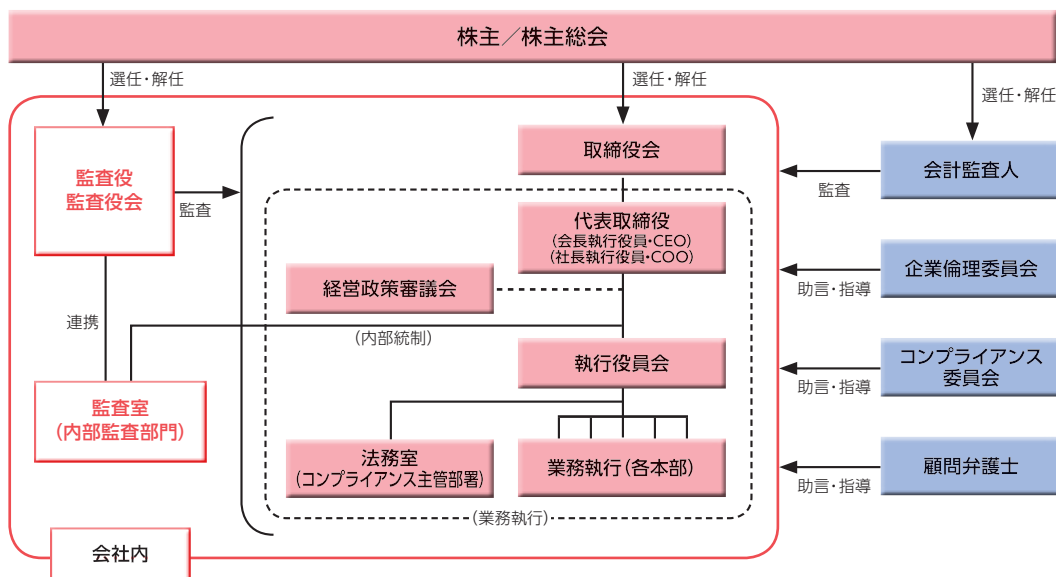 株主／株主総会
選任・解任
選任・解任
選任・解任
監査役
監査役会
監査
取締役会
会計監査人
監査
代表取締役
(会長執行役員・CEO)
(社長執行役員・COO)
企業倫理委員会
助言・指導
経営政策審議会
連携
(内部統制)
執行役員会
コンプライアンス
委員会
助言・指導
監査室
(内部監査部門)
法務室
(コンプライアンス主管部署)
業務執行(各本部)
顧問弁護士
助言・指導
(業務執行)
会社内